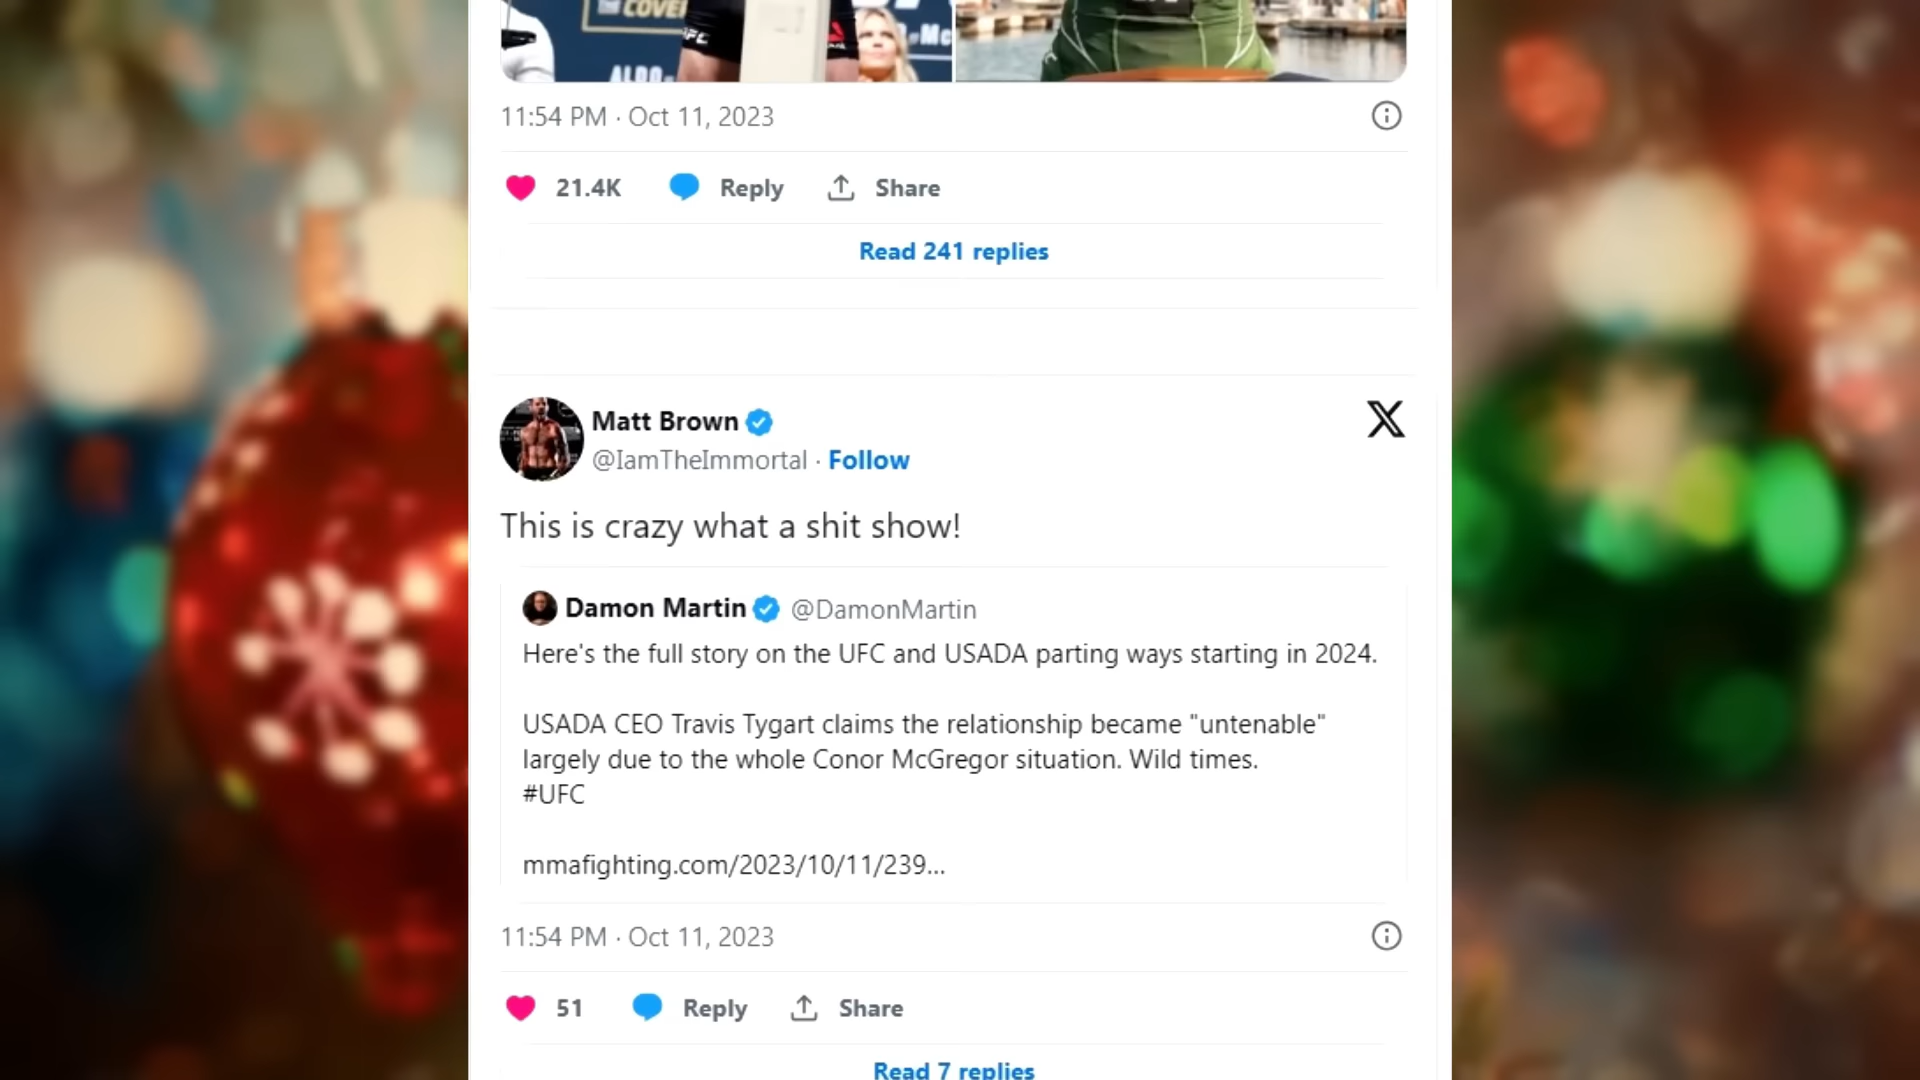 COVER
UFC
ALDO
11:54 PM · Oct 11, 2023
21.4K Reply Share
Read 241 replies
Matt Brown
@IamTheImmortal · Follow
This is crazy what a shit show!
Damon Martin @DamonMartin
Here's the full story on the UFC and USADA parting ways starting in 2024.
USADA CEO Travis Tygart claims the relationship became "untenable"
largely due to the whole Conor McGregor situation. Wild times.
#UFC
mmafighting.com/2023/10/11/239...
11:54 PM · Oct 11, 2023
51 Reply Share
Read 7 replies